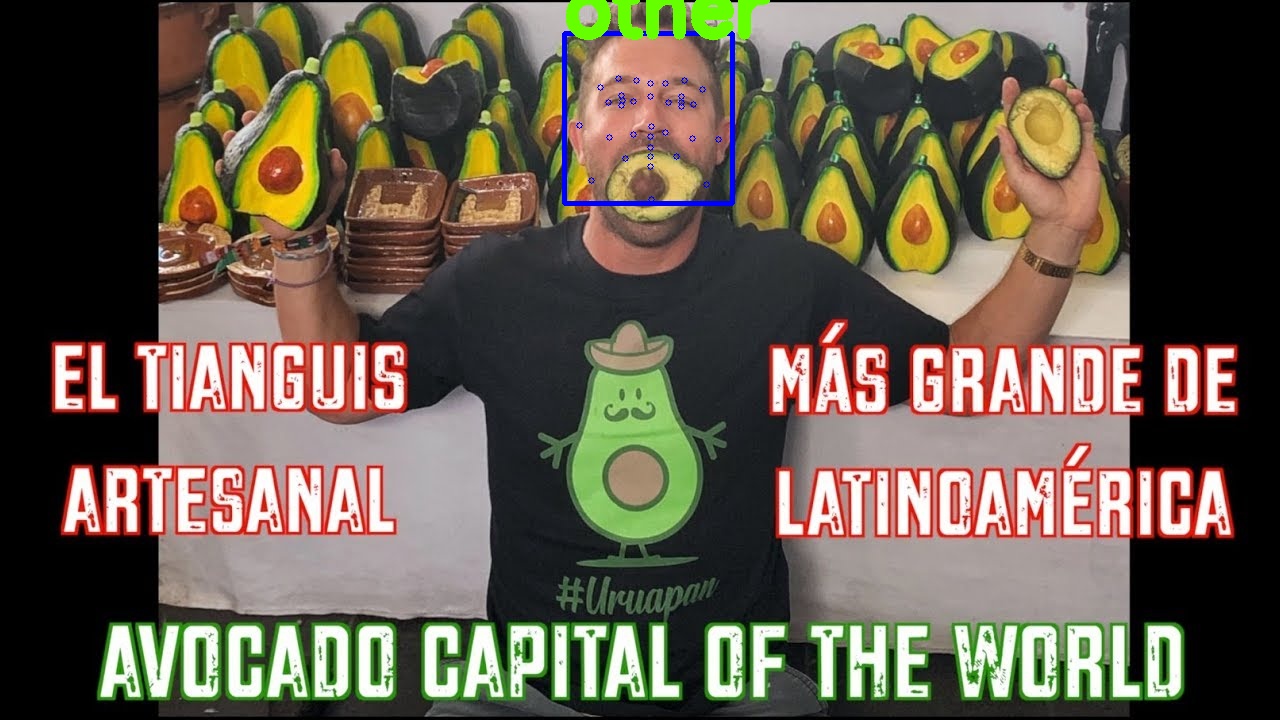 other
EL TIANGUIS
ARTESANAL
MÁS GRANDE DE
LATINOAMÉRICA
#Uruapan
AVOCADO CAPITAL OF THE WORLD